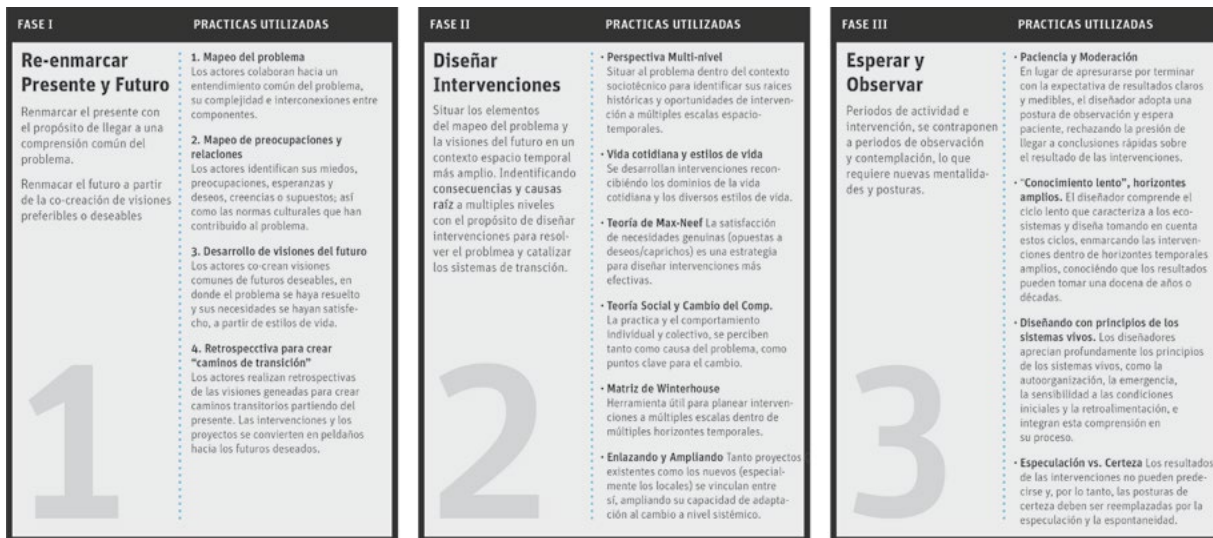 FASE I
PRACTICAS UTILIZADAS
Re-enmarcar
Presente y Futuro
Renmarcar el presente con
el propósito de llegar a una
comprensión común del
problema.
Renmacar el futuro a partir
de la co-creación de visiones
preferibles o deseables
1
1. Mapeo del problema
Los actores colaboran hacia un
entendimiento común del problema,
su complejidad e interconexiones entre
componentes.
2. Mapeo de preocupaciones y
relaciones
Los actores identifican sus miedos,
preocupaciones, esperanzas y
deseos, creencias o supuestos; así
como las normas culturales que han
contribuido al problema.
3. Desarrollo de visiones del futuro
Los actores co-crean visiones
comunes de futuros deseables, en
donde el problema se haya resuelto
y sus necesidades se hayan satisfe-
cho, a partir de estilos de vida.
4. Retrospecctiva para crear
"caminos de transición"
Los actores realizan retrospectivas
de las visiones geneadas para crear
caminos transitorios partiendo del
presente. Las intervenciones y los
proyectos se convierten en peldaños
hacia los futuros deseados.
FASE II
PRACTICAS UTILIZADAS
Diseñar
Intervenciones
Situar los elementos
del mapeo del problema y
la visiones del futuro en un
contexto espacio temporal
más amplio. Indentificando
consecuencias y causas
raíz a multiples niveles
con el propósito de diseñar
intervenciones para resol-
ver el problmea y catalizar
los sistemas de transción.
2
• Perspectiva Multi-nivel
Situar al problema dentro del contexto
sociotécnico para identificar sus raices
históricas y oportunidades de interven-
ción a múltiples escalas espacio-
temporales.
• Vida cotidiana y estilos de vida
Se desarrollan intervenciones recon-
cibiéndo los dominios de la vida
cotidiana y los diversos estilos de vida.
• Teoría de Max-Neef La satisfacción
de necesidades genuinas (opuestas a
deseos/caprichos) es una estrategia
para diseñar intervenciones más
efectivas.
• Teoría Social y Cambio del Comp.
La practica y el comportamiento
individual y colectivo, se perciben
tanto como causa del problema, como
puntos clave para el cambio.
• Matriz de Winterhouse
Herramienta útil para planear interven-
ciones a múltiples escalas dentro de
múltiples horizontes temporales.
• Enlazando y Ampliando Tanto proyectos
existentes como los nuevos (especial-
mente los locales) se vinculan entre
sí, ampliando su capacidad de adapta-
ción al cambio a nivel sistémico.
FASE III
PRACTICAS UTILIZADAS
Esperar y
Observar
Periodos de actividad e
intervención, se contraponen
a periodos de observación
y contemplación, lo que
requiere nuevas mentalida-
des y posturas.
3
• Paciencia y Moderación
En lugar de apresurarse por terminar
con la expectativa de resultados claros
y medibles, el diseñador adopta una
postura de observación y espera
paciente, rechazando la presión de
llegar a conclusiones rápidas sobre
el resultado de las intervenciones.
• "Conocimiento lento", horizontes
amplios. El diseñador comprende el
ciclo lento que caracteriza a los eco-
sistemas y diseña tomando en cuenta
estos ciclos, enmarcando las interven-
ciones dentro de horizontes temporales
amplios, conociéndo que los resultados
pueden tomar una docena de años o
décadas.
• Diseñando con principios de los
sistemas vivos. Los diseñadores
aprecian profundamente los principios
de los sistemas vivos, como la
autoorganización, la emergencia,
la sensibilidad a las condiciones
iniciales y la retroalimentación, e
integran esta comprensión en
su proceso.
• Especulación vs. Certeza Los resultados
de las intervenciones no pueden prede-
cirse y, por lo tanto, las posturas de
certeza deben ser reemplazadas por la
especulación y la espontaneidad.